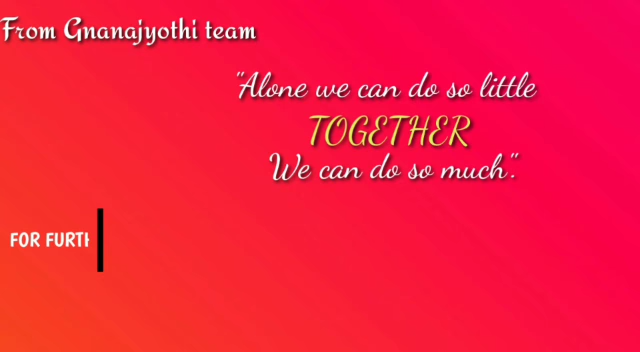 From Gnanajyothi team
"Alone we can do so little
TOGETHER
We can do so much".
FOR